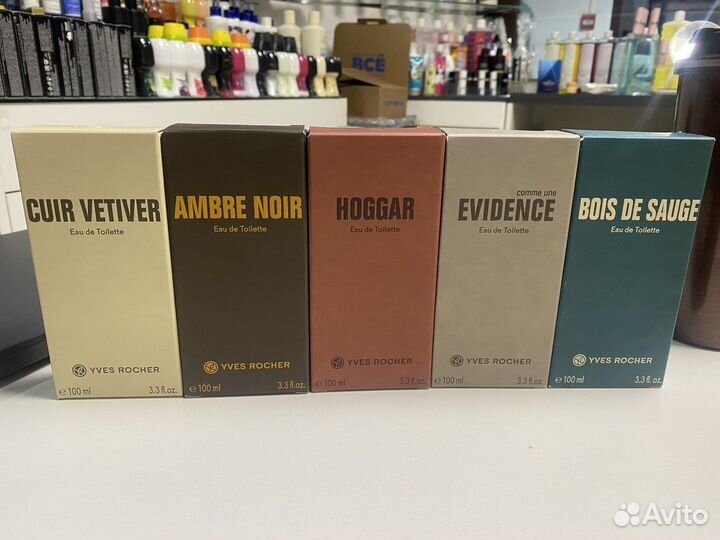 ВСЁ
CUIR VETIVER
Eau de Toilette
YVES ROCHER
℮ 100 ml 3.3 fl.oz.
AMBRE NOIR
Eau de Toilette
YVES ROCHER
℮ 100 ml 3.3 fl.oz.
HOGGAR
Eau de Toilette
YVES ROCHER
℮ 100 ml 3.3 fl.oz.
comme une
EVIDENCE
Eau de Toilette
YVES ROCHER
℮ 100 ml 3.3 fl.oz.
BOIS DE SAUGE
Eau de Toilette
YVES ROCHER
℮ 100 ml 3.3 fl.oz.
Avito